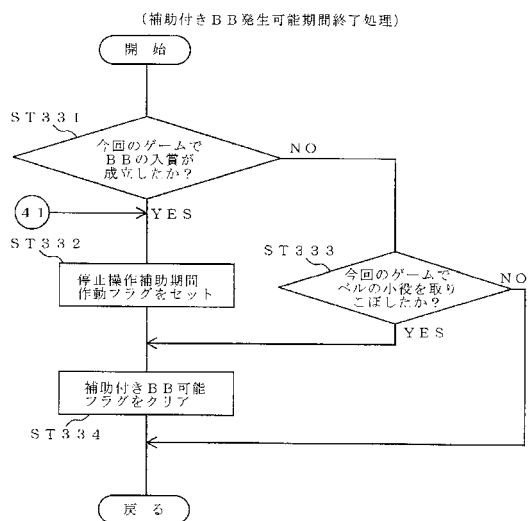 (補助付きBB発生可能期間終了処理)
開 始
ST331
今回のゲームで
BBの入賞が
成立したか?
NO
41
YES
ST332
停止操作補助期間
作動フラグをセット
ST333
今回のゲームで
ベルの小役を取り
こぼしたか?
NO
YES
補助付きBB可能
フラグをクリア
ST334
戻 る